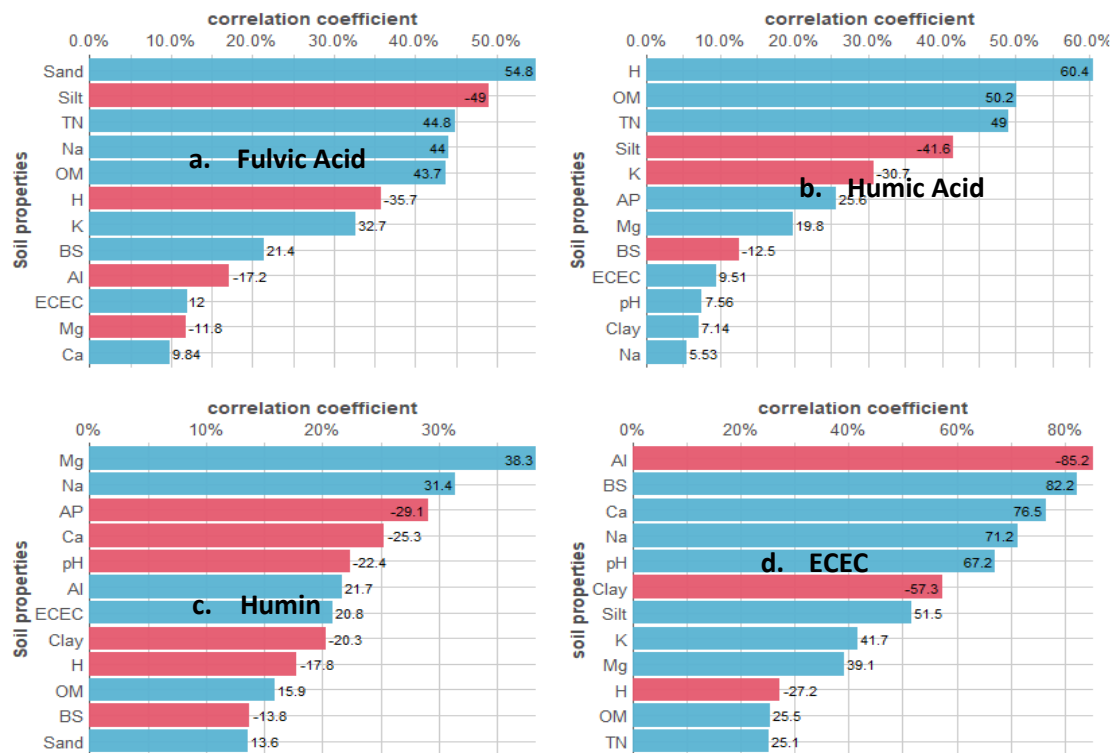 correlation coefficient
0.0% 10.0% 20.0% 30.0% 40.0% 50.0%
Soil properties
Sand 54.8
Silt -49
TN 44.8
Na 44
a. Fulvic Acid
OM 43.7
H -35.7
K 32.7
BS 21.4
Al -17.2
ECEC 12
Mg -11.8
Ca 9.84
correlation coefficient
0.0% 10.0% 20.0% 30.0% 40.0% 50.0% 60.0%
Soil properties
H 60.4
OM 50.2
TN 49
Silt -41.6
K -30.7
b. Humic Acid
AP 25.6
Mg 19.8
BS -12.5
ECEC 9.51
pH 7.56
Clay 7.14
Na 5.53
correlation coefficient
0% 10% 20% 30%
Soil properties
Mg 38.3
Na 31.4
AP -29.1
Ca -25.3
pH -22.4
Al 21.7
c. Humin
ECEC 20.8
Clay -20.3
H -17.8
OM 15.9
BS -13.8
Sand 13.6
correlation coefficient
0% 20% 40% 60% 80%
soil properties
Al -85.2
BS 82.2
Ca 76.5
Na 71.2
pH 67.2
d. ECEC
Clay -57.3
Silt 51.5
K 41.7
Mg 39.1
H -27.2
OM 25.5
TN 25.1